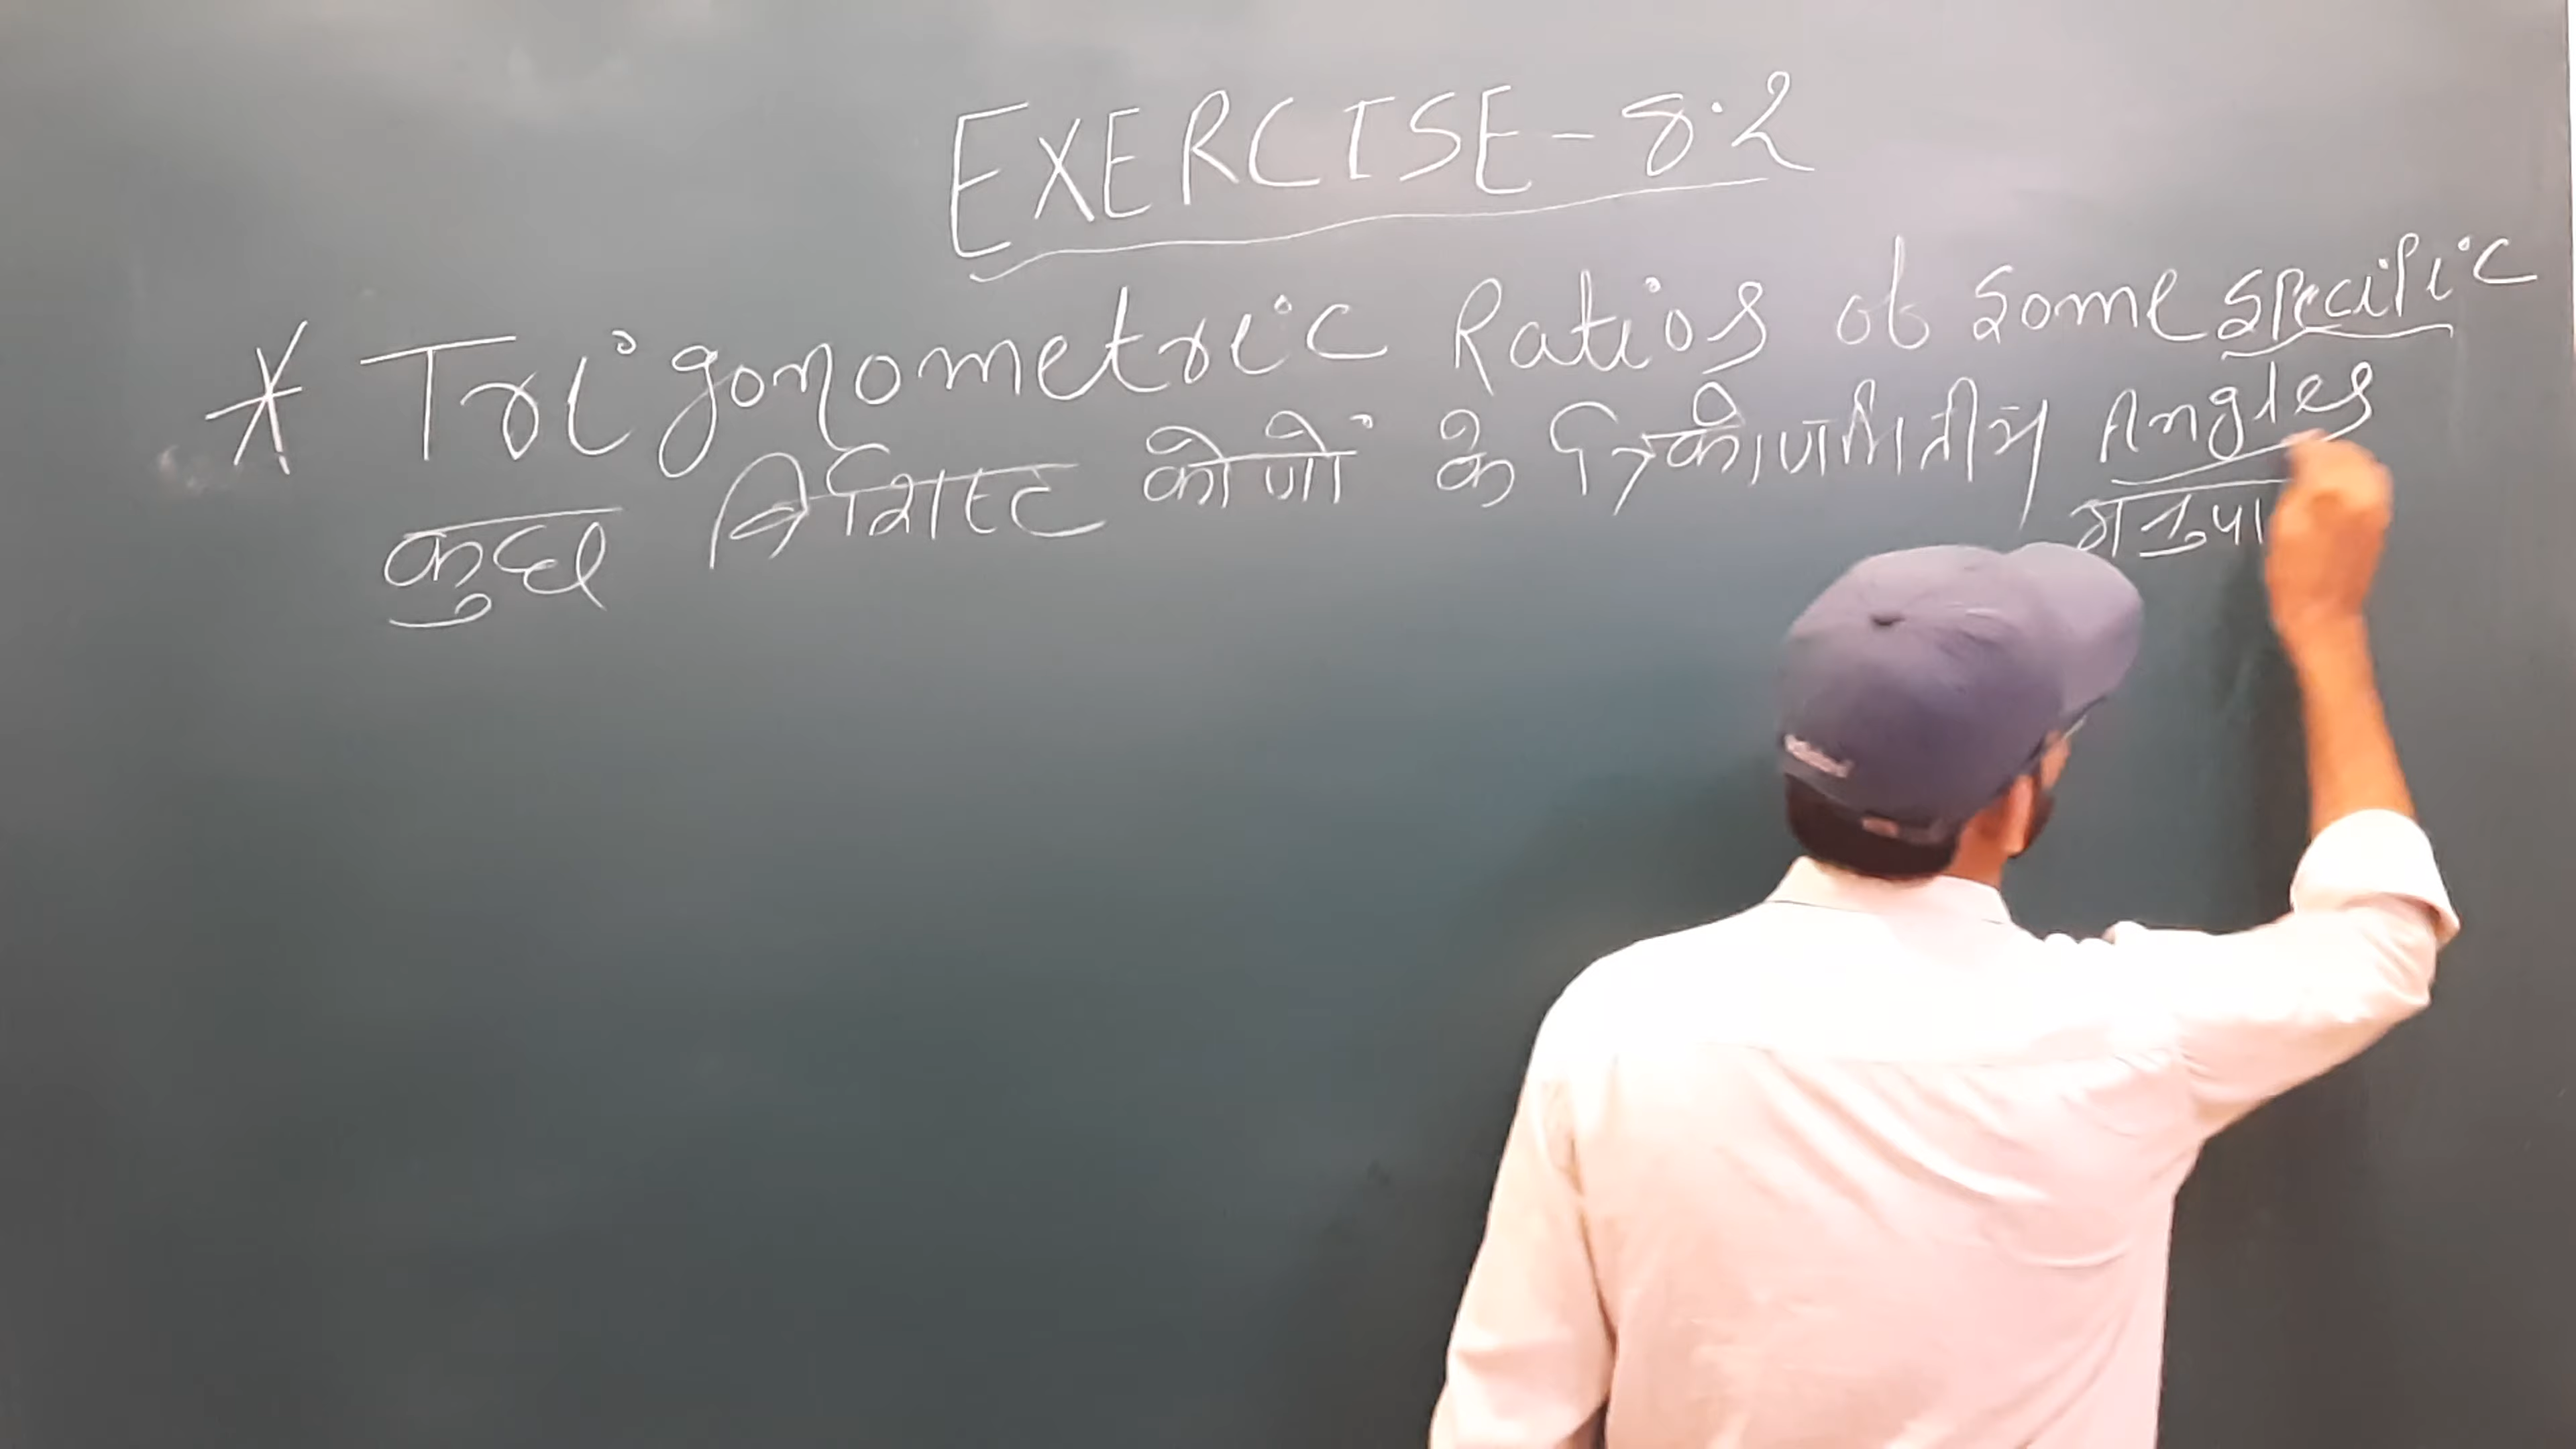 EXERCISE-8.2
* Trigonometric Ratios of Some Specific
Angles
कुछ विशिष्ट कोणों के त्रिकोणमितीय
अनुपा